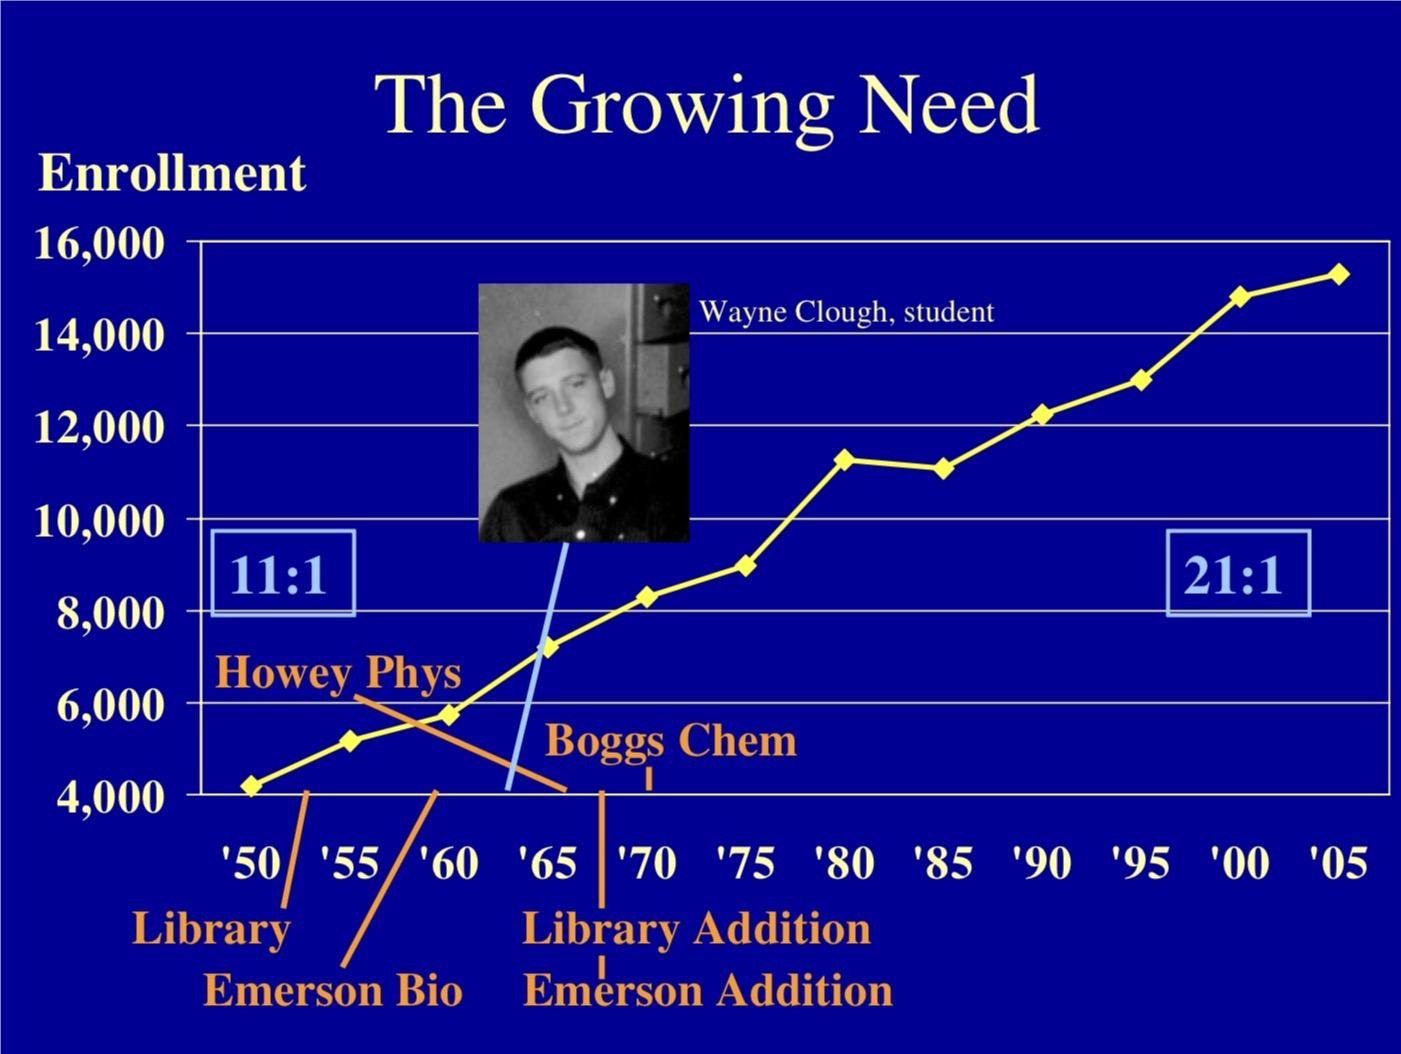 The Growing Need
Enrollment
16,000
Wayne Clough, student
14,000
12,000
10,000
11:1
21:1
8,000
Howey Phys
6,000
Boggs Chem
4,000
'50 '55 '60 '65 '70 '75 '80 '85 '90 '95 '00 '05
Library
Library Addition
Emerson Bio
Emerson Addition